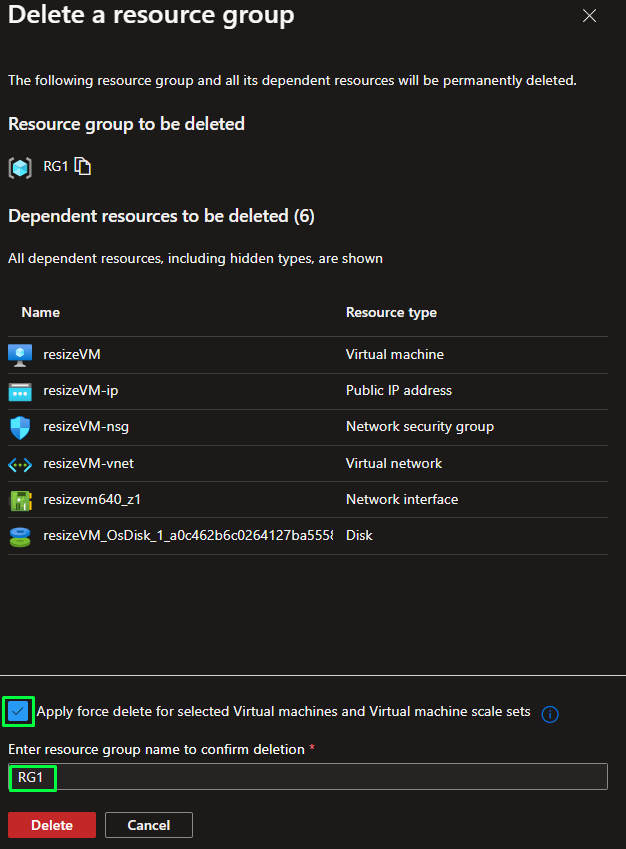 Delete a resource group
The following resource group and all its dependent resources will be permanently deleted.
Resource group to be deleted
RG1
Dependent resources to be deleted (6)
All dependent resources, including hidden types, are shown
Name Resource type
resizeVM Virtual machine
resizeVM-ip Public IP address
resizeVM-nsg Network security group
resizeVM-vnet Virtual network
resizevm640_z1 Network interface
resizeVM_OsDisk_1_a0c462b6c0264127ba5558 Disk
Apply force delete for selected Virtual machines and Virtual machine scale sets
Enter resource group name to confirm deletion *
RG1
Delete Cancel